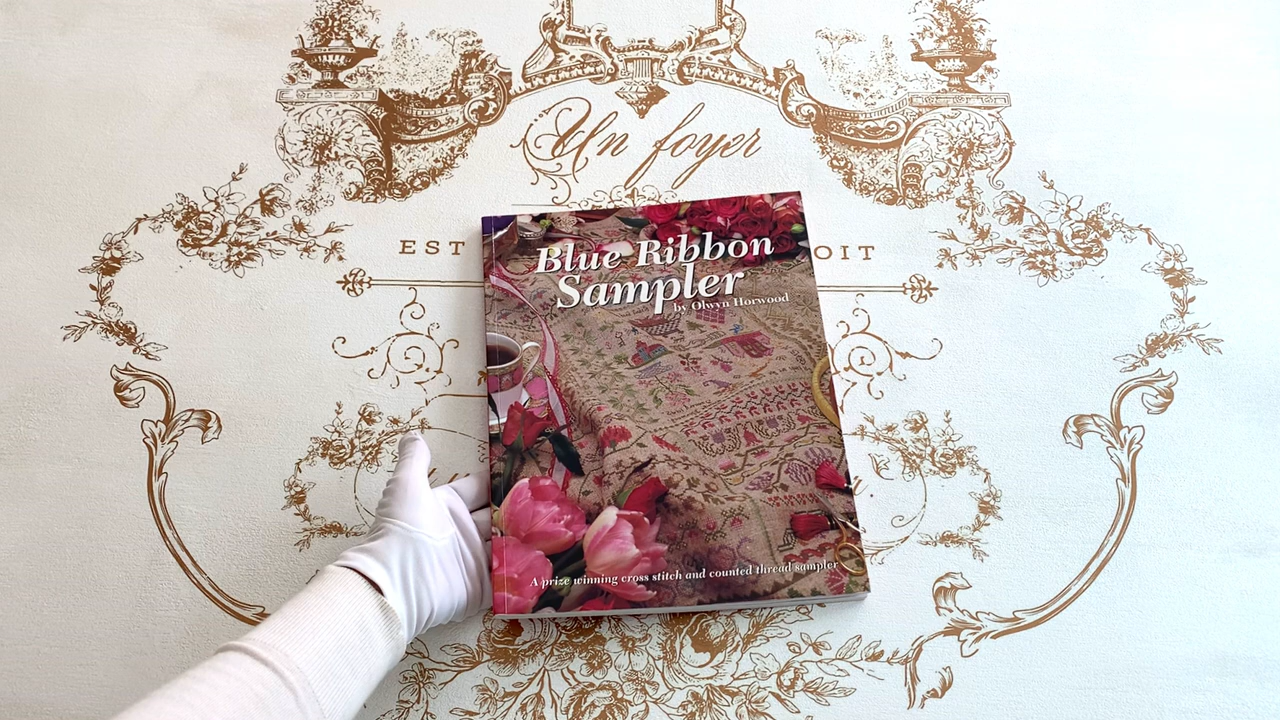 Un foyer
EST
OIT
Blue Ribbon
Sampler
by Olwyn Horwood
A prize winning cross stitch and counted thread sampler